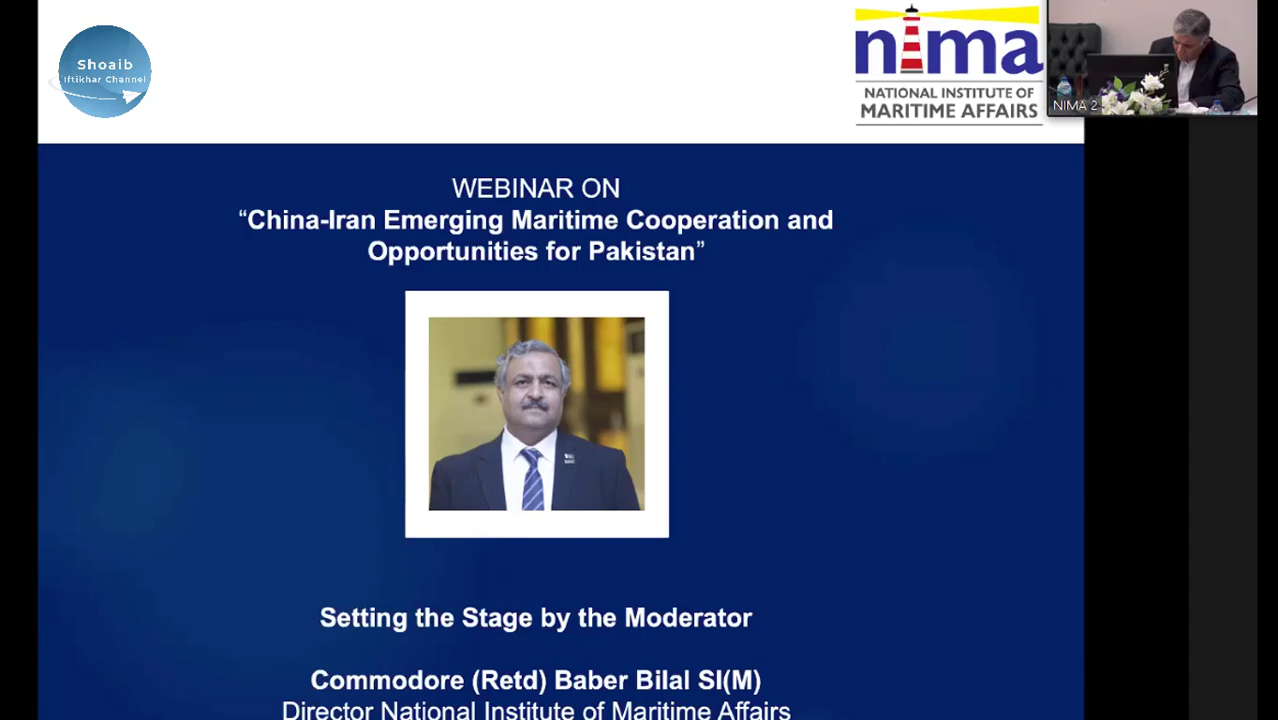 Shoaib
Iftikhar Channel
nima
NATIONAL INSTITUTE OF
MARITIME AFFAIRS
NIMA 2
WEBINAR ON
“China-Iran Emerging Maritime Cooperation and
Opportunities for Pakistan”
Setting the Stage by the Moderator
Commodore (Retd) Baber Bilal SI(M)
Director National Institute of Maritime Affairs